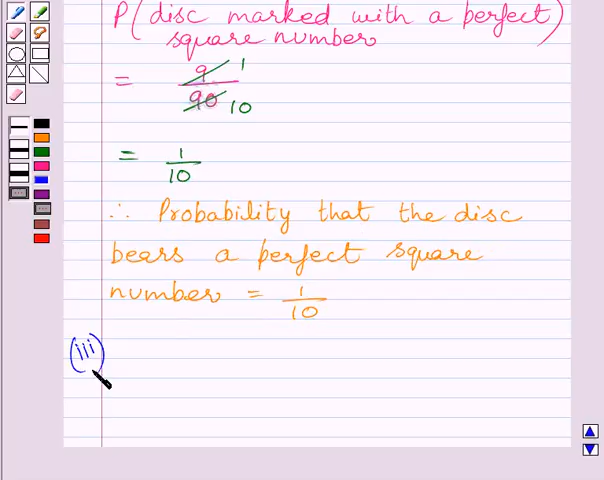 P( disc marked with a perfect
square number )
= 9/90 1 10
= 1/10
∴ Probability that the disc
bears a perfect square
number = 1/10
(iii)